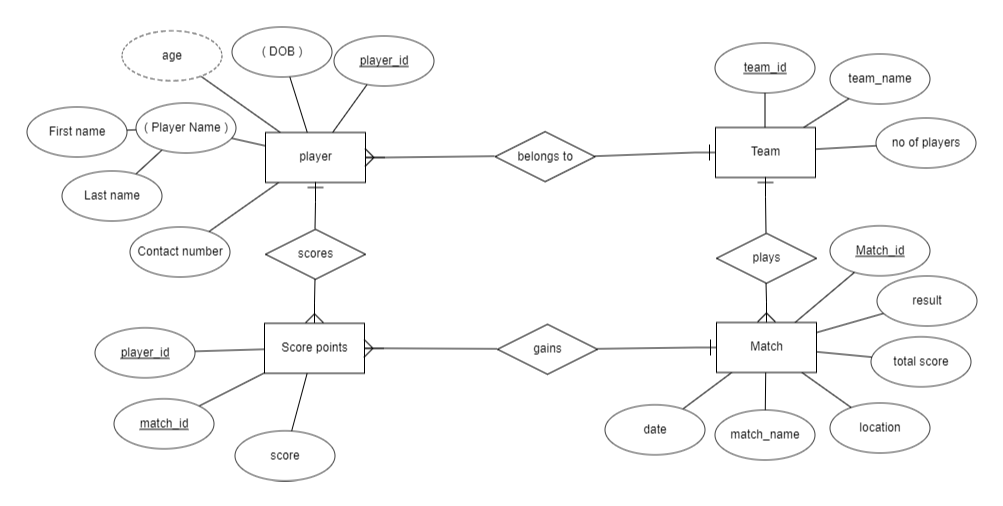 age
( DOB )
player_id
team_id
team_name
First name
( Player Name )
player
belongs to
Team
no of players
Last name
Contact number
scores
plays
Match_id
result
player_id
Score points
gains
Match
total score
match_id
score
date
match_name
location